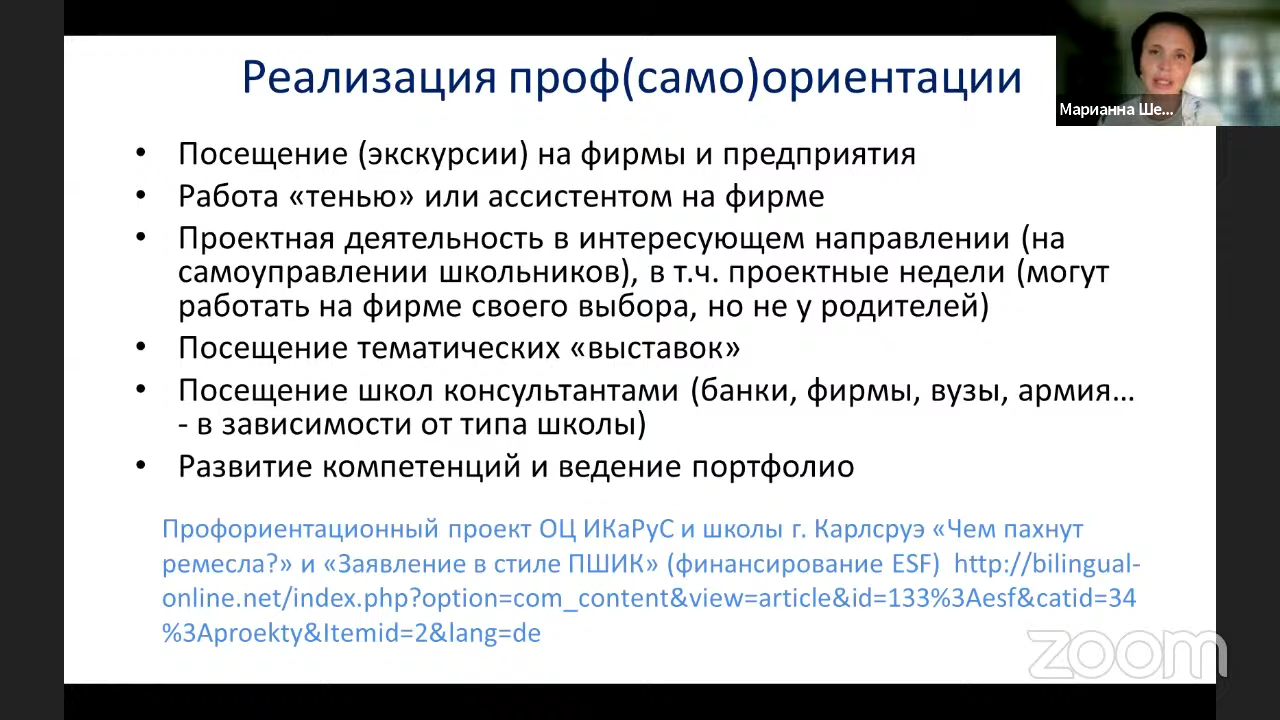 Реализация проф(само)ориентации
Марианна Ше...
• Посещение (экскурсии) на фирмы и предприятия
• Работа «тенью» или ассистентом на фирме
• Проектная деятельность в интересующем направлении (на
самоуправлении школьников), в т.ч. проектные недели (могут
работать на фирме своего выбора, но не у родителей)
• Посещение тематических «выставок»
• Посещение школ консультантами (банки, фирмы, вузы, армия...
- в зависимости от типа школы)
• Развитие компетенций и ведение портфолио
Профориентационный проект ОЦ ИКаРуС и школы г. Карлсруэ «Чем пахнут
ремесла?» и «Заявление в стиле ПШИК» (финансирование ESF) http://bilingual-
online.net/index.php?option=com_content&view=article&id=133%3Aesf&catid=34
%3Aproekty&Itemid=2&lang=de
zoom